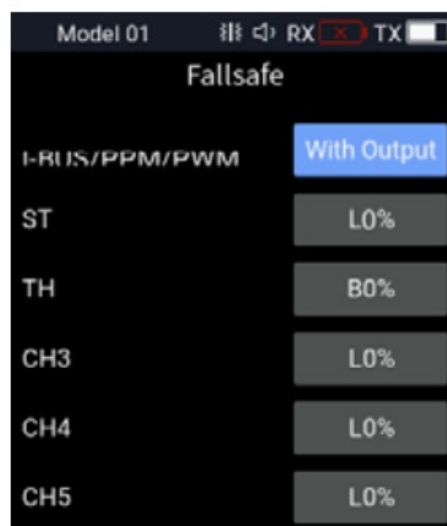 Model 01 RX TX
Fallsafe
I-BUS/PPM/PWM With Output
ST L0%
TH B0%
CH3 L0%
CH4 L0%
CH5 L0%